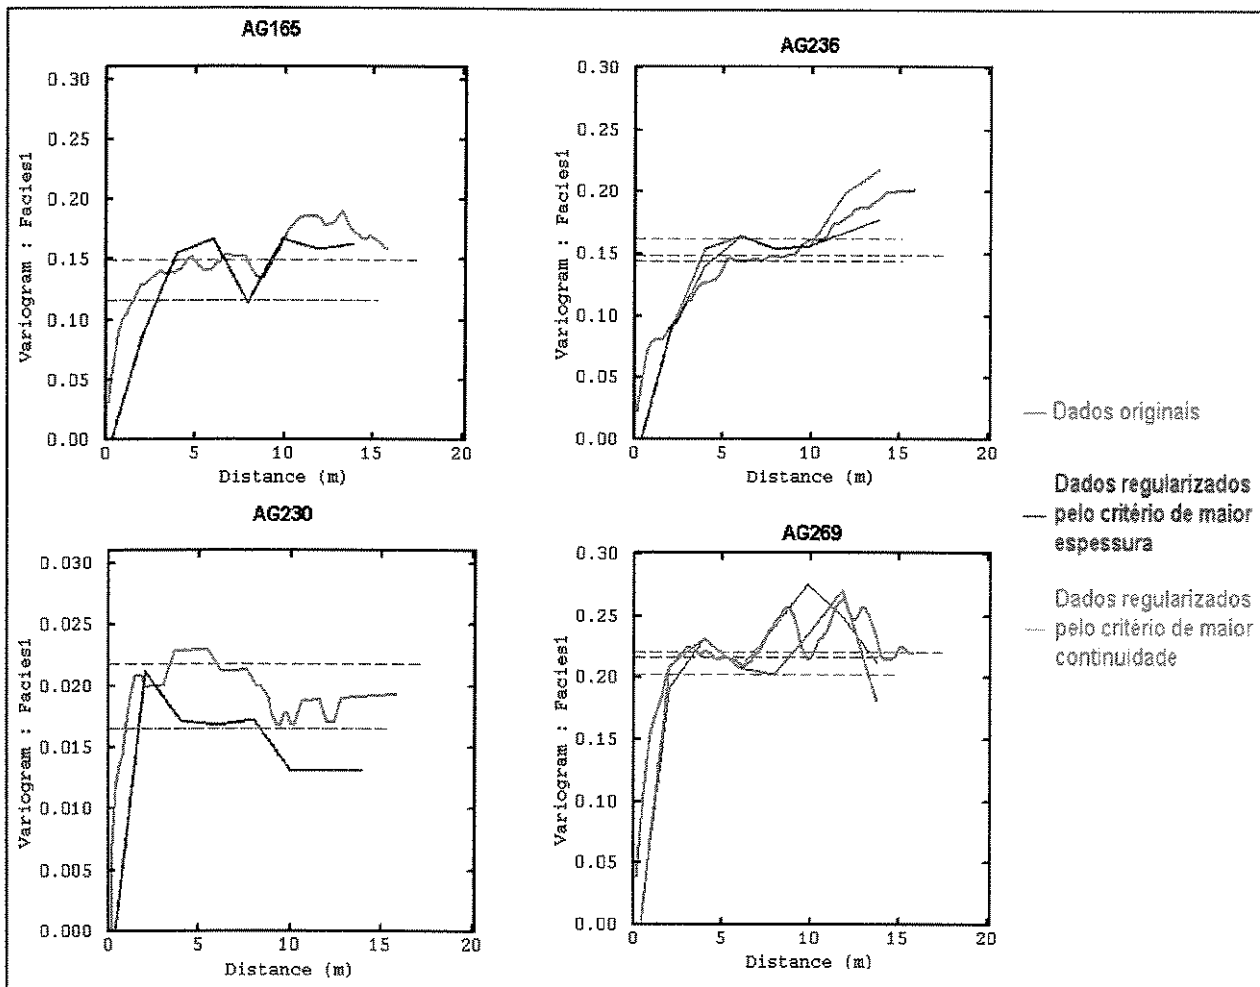 AG165
0.30
0.25
0.20
0.15
0.10
0.05
0.00
Variogram : Facies1
0
5
10
15
20
Distance (m)
AG236
0.30
0.25
0.20
0.15
0.10
0.05
0.00
Variogram : Facies1
0
5
10
15
20
Distance (m)
AG230
0.030
0.025
0.020
0.015
0.010
0.005
0.000
Variogram : Facies1
0
5
10
15
20
Distance (m)
AG269
0.30
0.25
0.20
0.15
0.10
0.05
0.00
Variogram : Facies1
0
5
10
15
20
Distance (m)
Dados originais
Dados regularizados
pelo critério de maior
espessura
Dados regularizados
pelo critério de maior
continuidade